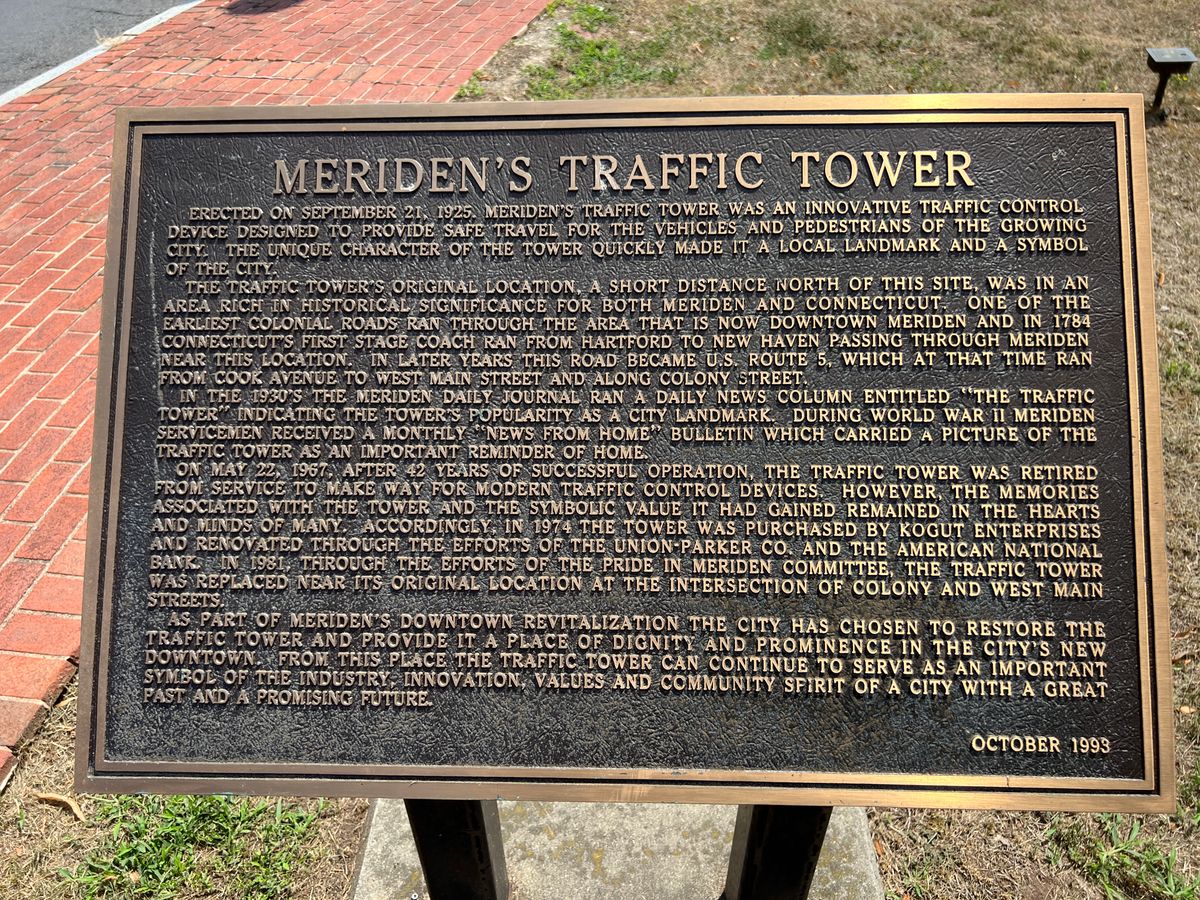 MERIDEN'S TRAFFIC TOWER
ERECTED ON SEPTEMBER 21, 1925, MERIDEN'S TRAFFIC TOWER WAS AN INNOVATIVE TRAFFIC CONTROL
DEVICE DESIGNED TO PROVIDE SAFE TRAVEL FOR THE VEHICLES AND PEDESTRIANS OF THE GROWING
CITY. THE UNIQUE CHARACTER OF THE TOWER QUICKLY MADE IT A LOCAL LANDMARK AND A SYMBOL
OF THE CITY.
THE TRAFFIC TOWER'S ORIGINAL LOCATION, A SHORT DISTANCE NORTH OF THIS SITE, WAS IN AN
AREA RICH IN HISTORICAL SIGNIFICANCE FOR BOTH MERIDEN AND CONNECTICUT. ONE OF THE
EARLIEST COLONIAL ROADS RAN THROUGH THE AREA THAT IS NOW DOWNTOWN MERIDEN AND IN 1784
CONNECTICUT'S FIRST STAGE COACH RAN FROM HARTFORD TO NEW HAVEN PASSING THROUGH MERIDEN
NEAR THIS LOCATION. IN LATER YEARS THIS ROAD BECAME U.S. ROUTE 5, WHICH AT THAT TIME RAN
FROM COOK AVENUE TO WEST MAIN STREET AND ALONG COLONY STREET.
IN THE 1930'S THE MERIDEN DAILY JOURNAL RAN A DAILY NEWS COLUMN ENTITLED "THE TRAFFIC
TOWER" INDICATING THE TOWER'S POPULARITY AS A CITY LANDMARK. DURING WORLD WAR II MERIDEN
SERVICEMEN RECEIVED A MONTHLY "NEWS FROM HOME" BULLETIN WHICH CARRIED A PICTURE OF THE
TRAFFIC TOWER AS AN IMPORTANT REMINDER OF HOME.
ON MAY 22, 1967, AFTER 42 YEARS OF SUCCESSFUL OPERATION, THE TRAFFIC TOWER WAS RETIRED
FROM SERVICE TO MAKE WAY FOR MODERN TRAFFIC CONTROL DEVICES. HOWEVER, THE MEMORIES
ASSOCIATED WITH THE TOWER AND THE SYMBOLIC VALUE IT HAD GAINED REMAINED IN THE HEARTS
AND MINDS OF MANY. ACCORDINGLY, IN 1974 THE TOWER WAS PURCHASED BY KOGUT ENTERPRISES
AND RENOVATED THROUGH THE EFFORTS OF THE UNION-PARKER CO. AND THE AMERICAN NATIONAL
BANK. IN 1981, THROUGH THE EFFORTS OF THE PRIDE IN MERIDEN COMMITTEE, THE TRAFFIC TOWER
WAS REPLACED NEAR ITS ORIGINAL LOCATION AT THE INTERSECTION OF COLONY AND WEST MAIN
STREETS.
AS PART OF MERIDEN'S DOWNTOWN REVITALIZATION THE CITY HAS CHOSEN TO RESTORE THE
TRAFFIC TOWER AND PROVIDE IT A PLACE OF DIGNITY AND PROMINENCE IN THE CITY'S NEW
DOWNTOWN. FROM THIS PLACE THE TRAFFIC TOWER CAN CONTINUE TO SERVE AS AN IMPORTANT
SYMBOL OF THE INDUSTRY, INNOVATION, VALUES AND COMMUNITY SPIRIT OF A CITY WITH A GREAT
PAST AND A PROMISING FUTURE.
OCTOBER 1993